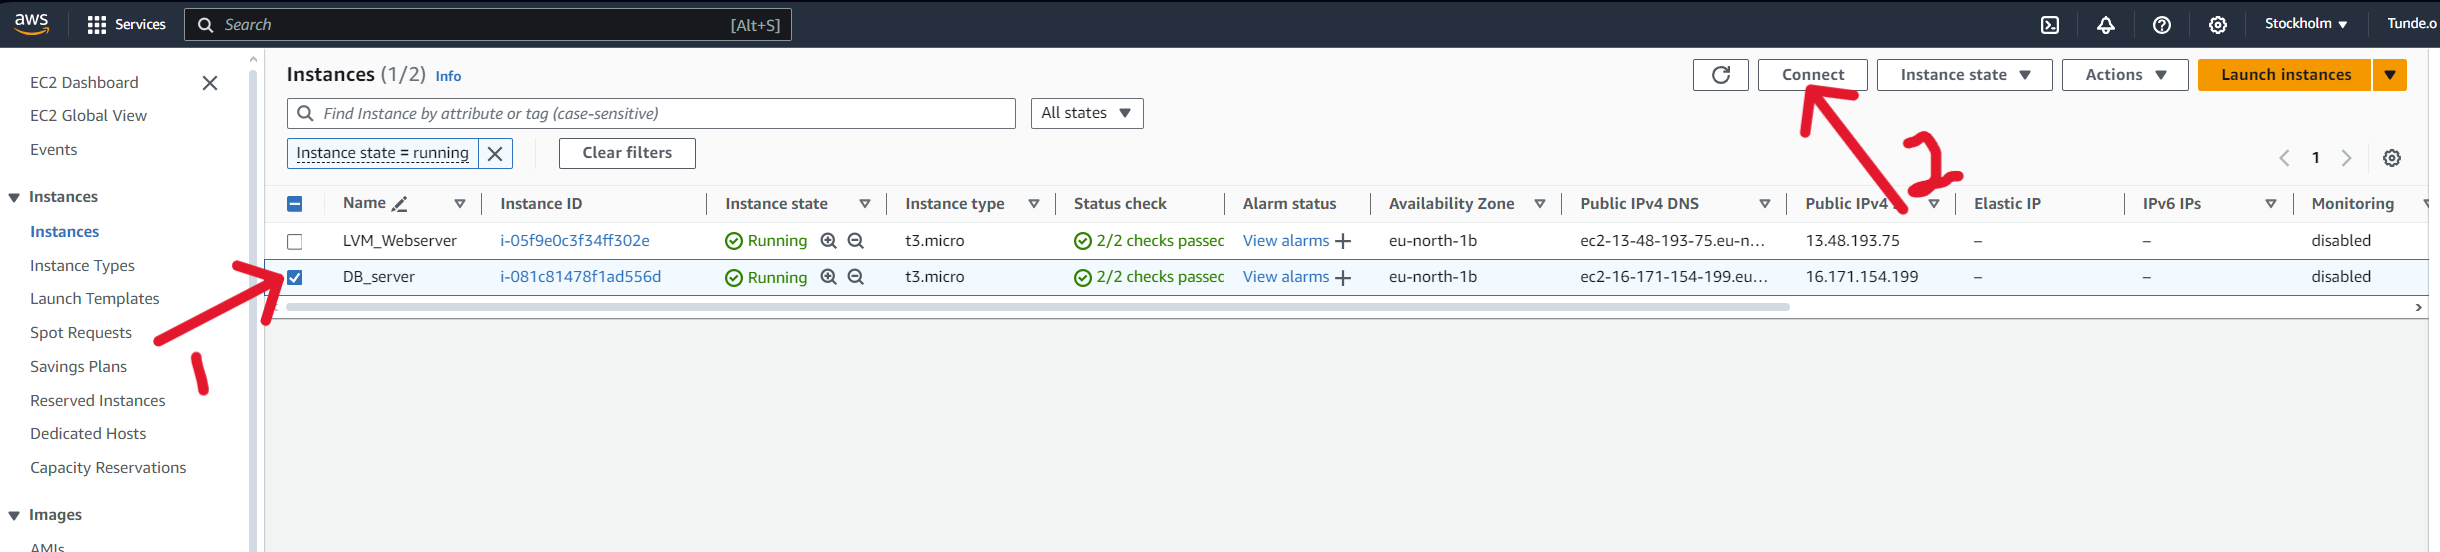 aws Services Search [Alt+S] Stockholm Tunde.o
EC2 Dashboard
EC2 Global View
Events
Instances
Instances
Instance Types
Launch Templates
Spot Requests
Savings Plans
Reserved Instances
Dedicated Hosts
Capacity Reservations
Images
AMIs
Instances (1/2) Info Connect Instance state Actions Launch instances
Find Instance by attribute or tag (case-sensitive) All states
Instance state = running Clear filters
1
Name Instance ID Instance state Instance type Status check Alarm status Availability Zone Public IPv4 DNS Public IPv4 Elastic IP IPv6 IPs Monitoring
LVM_Webserver i-05f9e0c3f34ff302e Running t3.micro 2/2 checks passed View alarms eu-north-1b ec2-13-48-193-75.eu-n... 13.48.193.75 – – disabled
DB_server i-081c81478f1ad556d Running t3.micro 2/2 checks passed View alarms eu-north-1b ec2-16-171-154-199.eu... 16.171.154.199 – – disabled
1
2